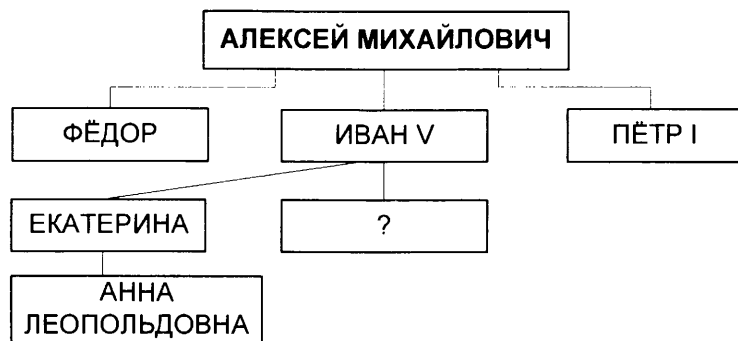 АЛЕКСЕЙ МИХАЙЛОВИЧ
ФЁДОР
ИВАН V
ПЁТР I
ЕКАТЕРИНА
?
АННА
ЛЕОПОЛЬДОВНА